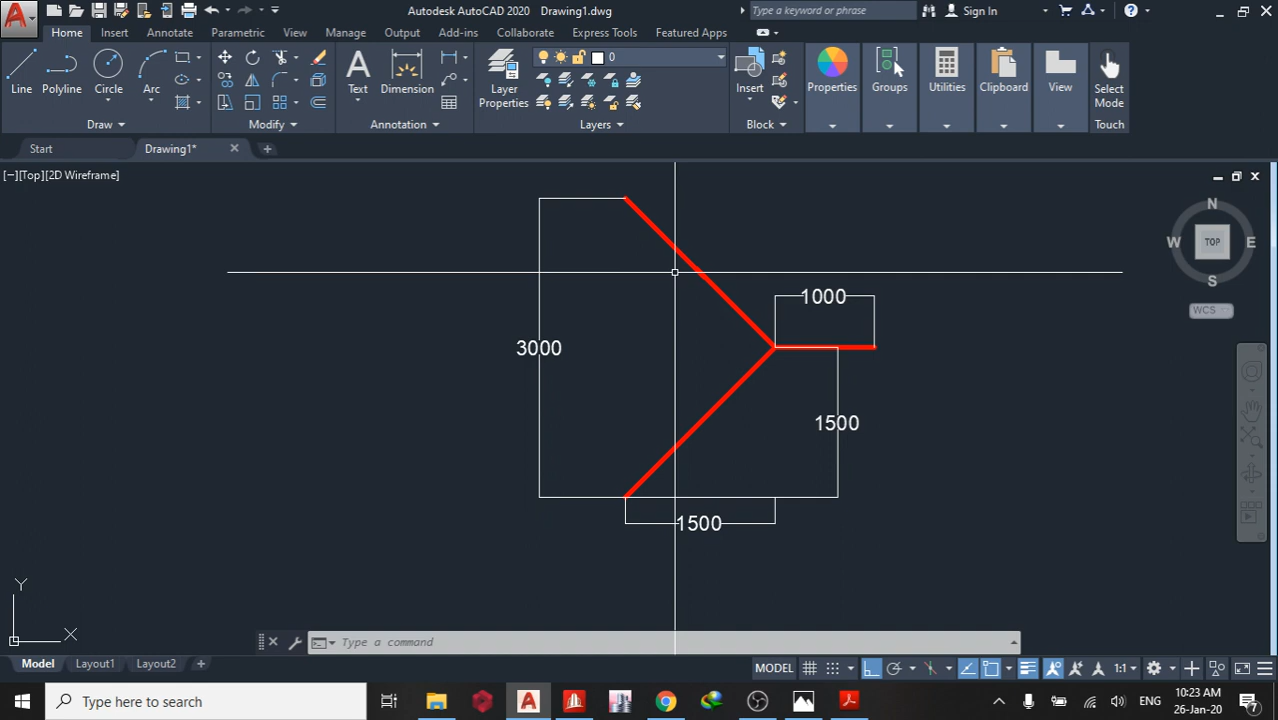 Autodesk AutoCAD 2020 Drawing1.dwg
Type a keyword or phrase
Sign In
Home Insert Annotate Parametric View Manage Output Add-ins Collaborate Express Tools Featured Apps
0
Line Polyline Circle Arc
Text Dimension
Layer
Properties
Insert
Properties Groups Utilities Clipboard View
Select
Mode
Draw Modify Annotation Layers Block Touch
Start Drawing1*
[−][Top][2D Wireframe]
N
W TOP E
S
WCS
1000
3000
1500
1500
Y
X
Type a command
Model Layout1 Layout2
MODEL 1:1
Type here to search
ENG
10:23 AM
26-Jan-20
7